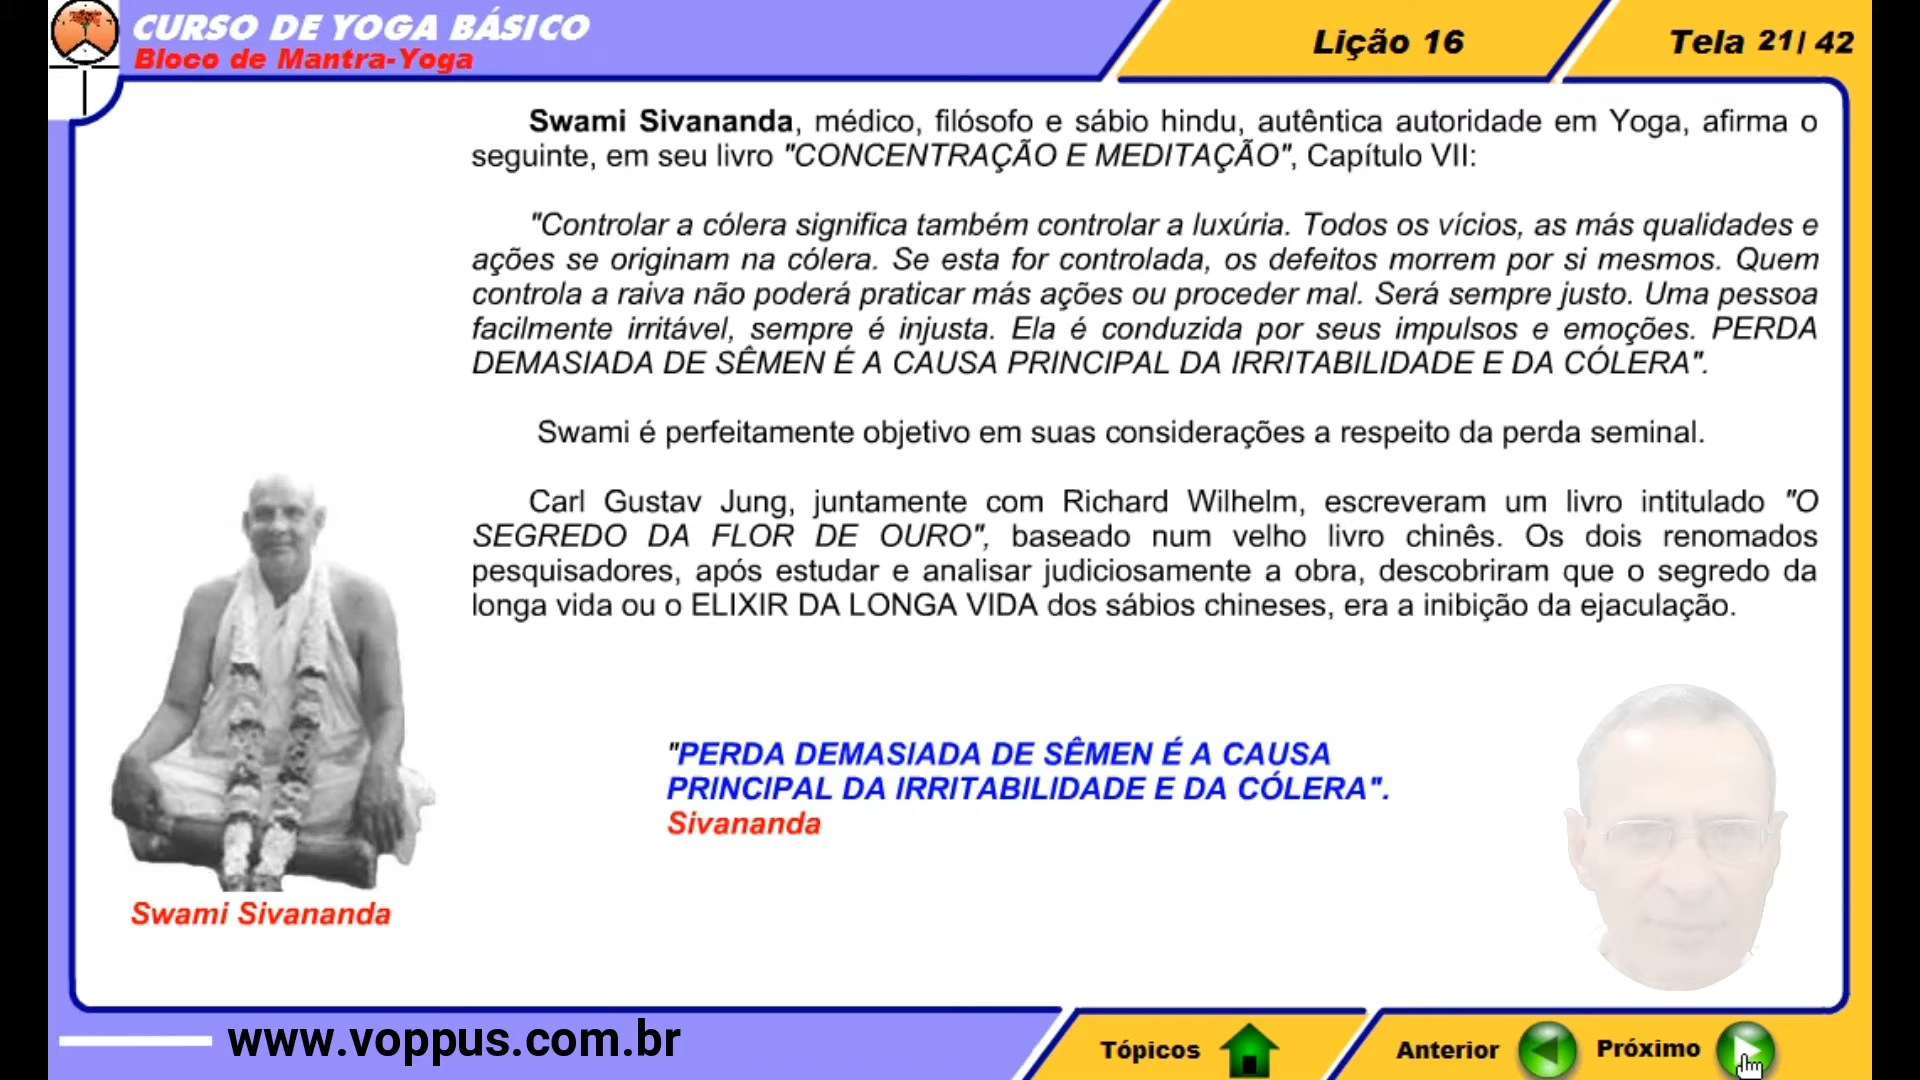 CURSO DE YOGA BÁSICO
Bloco de Mantra-Yoga
Lição 16
Tela 21/ 42
Swami Sivananda, médico, filósofo e sábio hindu, autêntica autoridade em Yoga, afirma o
seguinte, em seu livro "CONCENTRAÇÃO E MEDITAÇÃO", Capítulo VII:
"Controlar a cólera significa também controlar a luxúria. Todos os vícios, as más qualidades e
ações se originam na cólera. Se esta for controlada, os defeitos morrem por si mesmos. Quem
controla a raiva não poderá praticar más ações ou proceder mal. Será sempre justo. Uma pessoa
facilmente irritável, sempre é injusta. Ela é conduzida por seus impulsos e emoções. PERDA
DEMASIADA DE SÊMEN É A CAUSA PRINCIPAL DA IRRITABILIDADE E DA CÓLERA".
Swami é perfeitamente objetivo em suas considerações a respeito da perda seminal.
Carl Gustav Jung, juntamente com Richard Wilhelm, escreveram um livro intitulado "O
SEGREDO DA FLOR DE OURO", baseado num velho livro chinês. Os dois renomados
pesquisadores, após estudar e analisar judiciosamente a obra, descobriram que o segredo da
longa vida ou o ELIXIR DA LONGA VIDA dos sábios chineses, era a inibição da ejaculação.
"PERDA DEMASIADA DE SÊMEN É A CAUSA
PRINCIPAL DA IRRITABILIDADE E DA CÓLERA".
Sivananda
Swami Sivananda
www.voppus.com.br
Tópicos
Anterior
Próximo